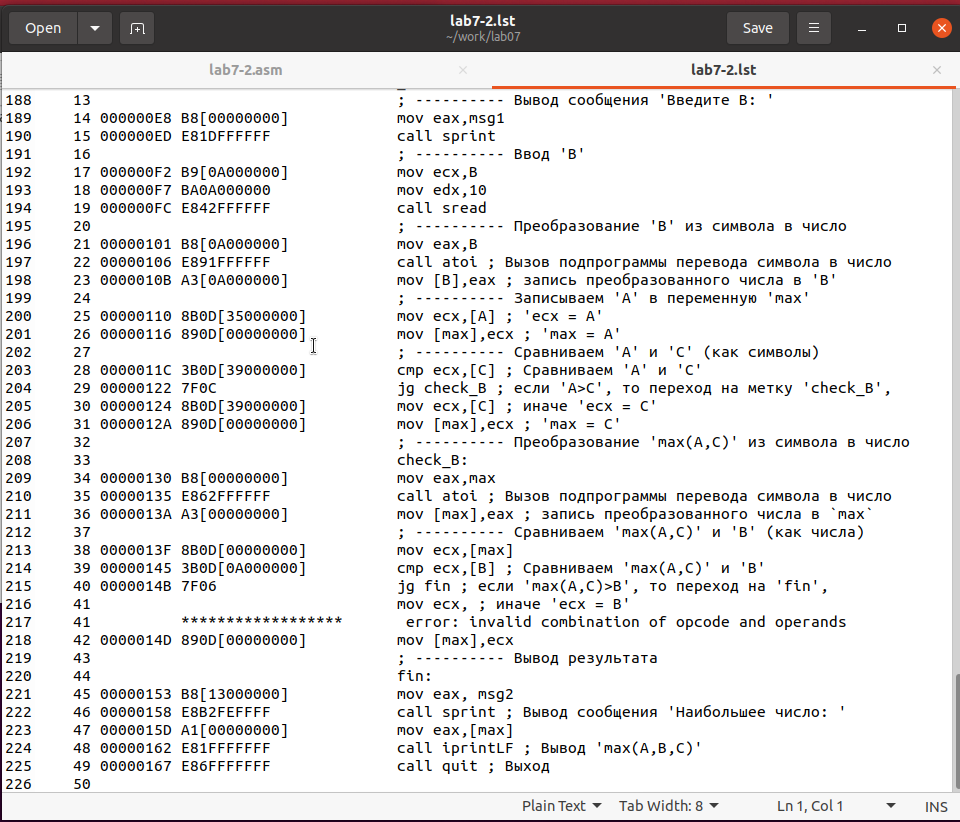 Open
lab7-2.lst
~/work/lab07
Save
lab7-2.asm
lab7-2.lst
188 13 ; ---------- Вывод сообщения 'Введите B: '
189 14 000000E8 B8[00000000] mov eax,msg1
190 15 000000ED E81DFFFFFF call sprint
191 16 ; ---------- Ввод 'B'
192 17 000000F2 B9[0A000000] mov ecx,B
193 18 000000F7 BA0A000000 mov edx,10
194 19 000000FC E842FFFFFF call sread
195 20 ; ---------- Преобразование 'B' из символа в число
196 21 00000101 B8[0A000000] mov eax,B
197 22 00000106 E891FFFFFF call atoi ; Вызов подпрограммы перевода символа в число
198 23 0000010B A3[0A000000] mov [B],eax ; запись преобразованного числа в 'B'
199 24 ; ---------- Записываем 'A' в переменную 'max'
200 25 00000110 8B0D[35000000] mov ecx,[A] ; 'ecx = A'
201 26 00000116 890D[00000000] mov [max],ecx ; 'max = A'
202 27 ; ---------- Сравниваем 'A' и 'С' (как символы)
203 28 0000011C 3B0D[39000000] cmp ecx,[C] ; Сравниваем 'A' и 'С'
204 29 00000122 7F0C jg check_B ; если 'A>C', то переход на метку 'check_B',
205 30 00000124 8B0D[39000000] mov ecx,[C] ; иначе 'ecx = C'
206 31 0000012A 890D[00000000] mov [max],ecx ; 'max = C'
207 32 ; ---------- Преобразование 'max(A,C)' из символа в число
208 33 check_B:
209 34 00000130 B8[00000000] mov eax,max
210 35 00000135 E862FFFFFF call atoi ; Вызов подпрограммы перевода символа в число
211 36 0000013A A3[00000000] mov [max],eax ; запись преобразованного числа в `max`
212 37 ; ---------- Сравниваем 'max(A,C)' и 'B' (как числа)
213 38 0000013F 8B0D[00000000] mov ecx,[max]
214 39 00000145 3B0D[0A000000] cmp ecx,[B] ; Сравниваем 'max(A,C)' и 'B'
215 40 0000014B 7F06 jg fin ; если 'max(A,C)>B', то переход на 'fin',
216 41 mov ecx, ; иначе 'ecx = B'
217 41 ****************** error: invalid combination of opcode and operands
218 42 0000014D 890D[00000000] mov [max],ecx
219 43 ; ---------- Вывод результата
220 44 fin:
221 45 00000153 B8[13000000] mov eax, msg2
222 46 00000158 E8B2FEFFFF call sprint ; Вывод сообщения 'Наибольшее число: '
223 47 0000015D A1[00000000] mov eax,[max]
224 48 00000162 E81FFFFFFF call iprintLF ; Вывод 'max(A,B,C)'
225 49 00000167 E86FFFFFFF call quit ; Выход
226 50
Plain Text Tab Width: 8 Ln 1, Col 1 INS